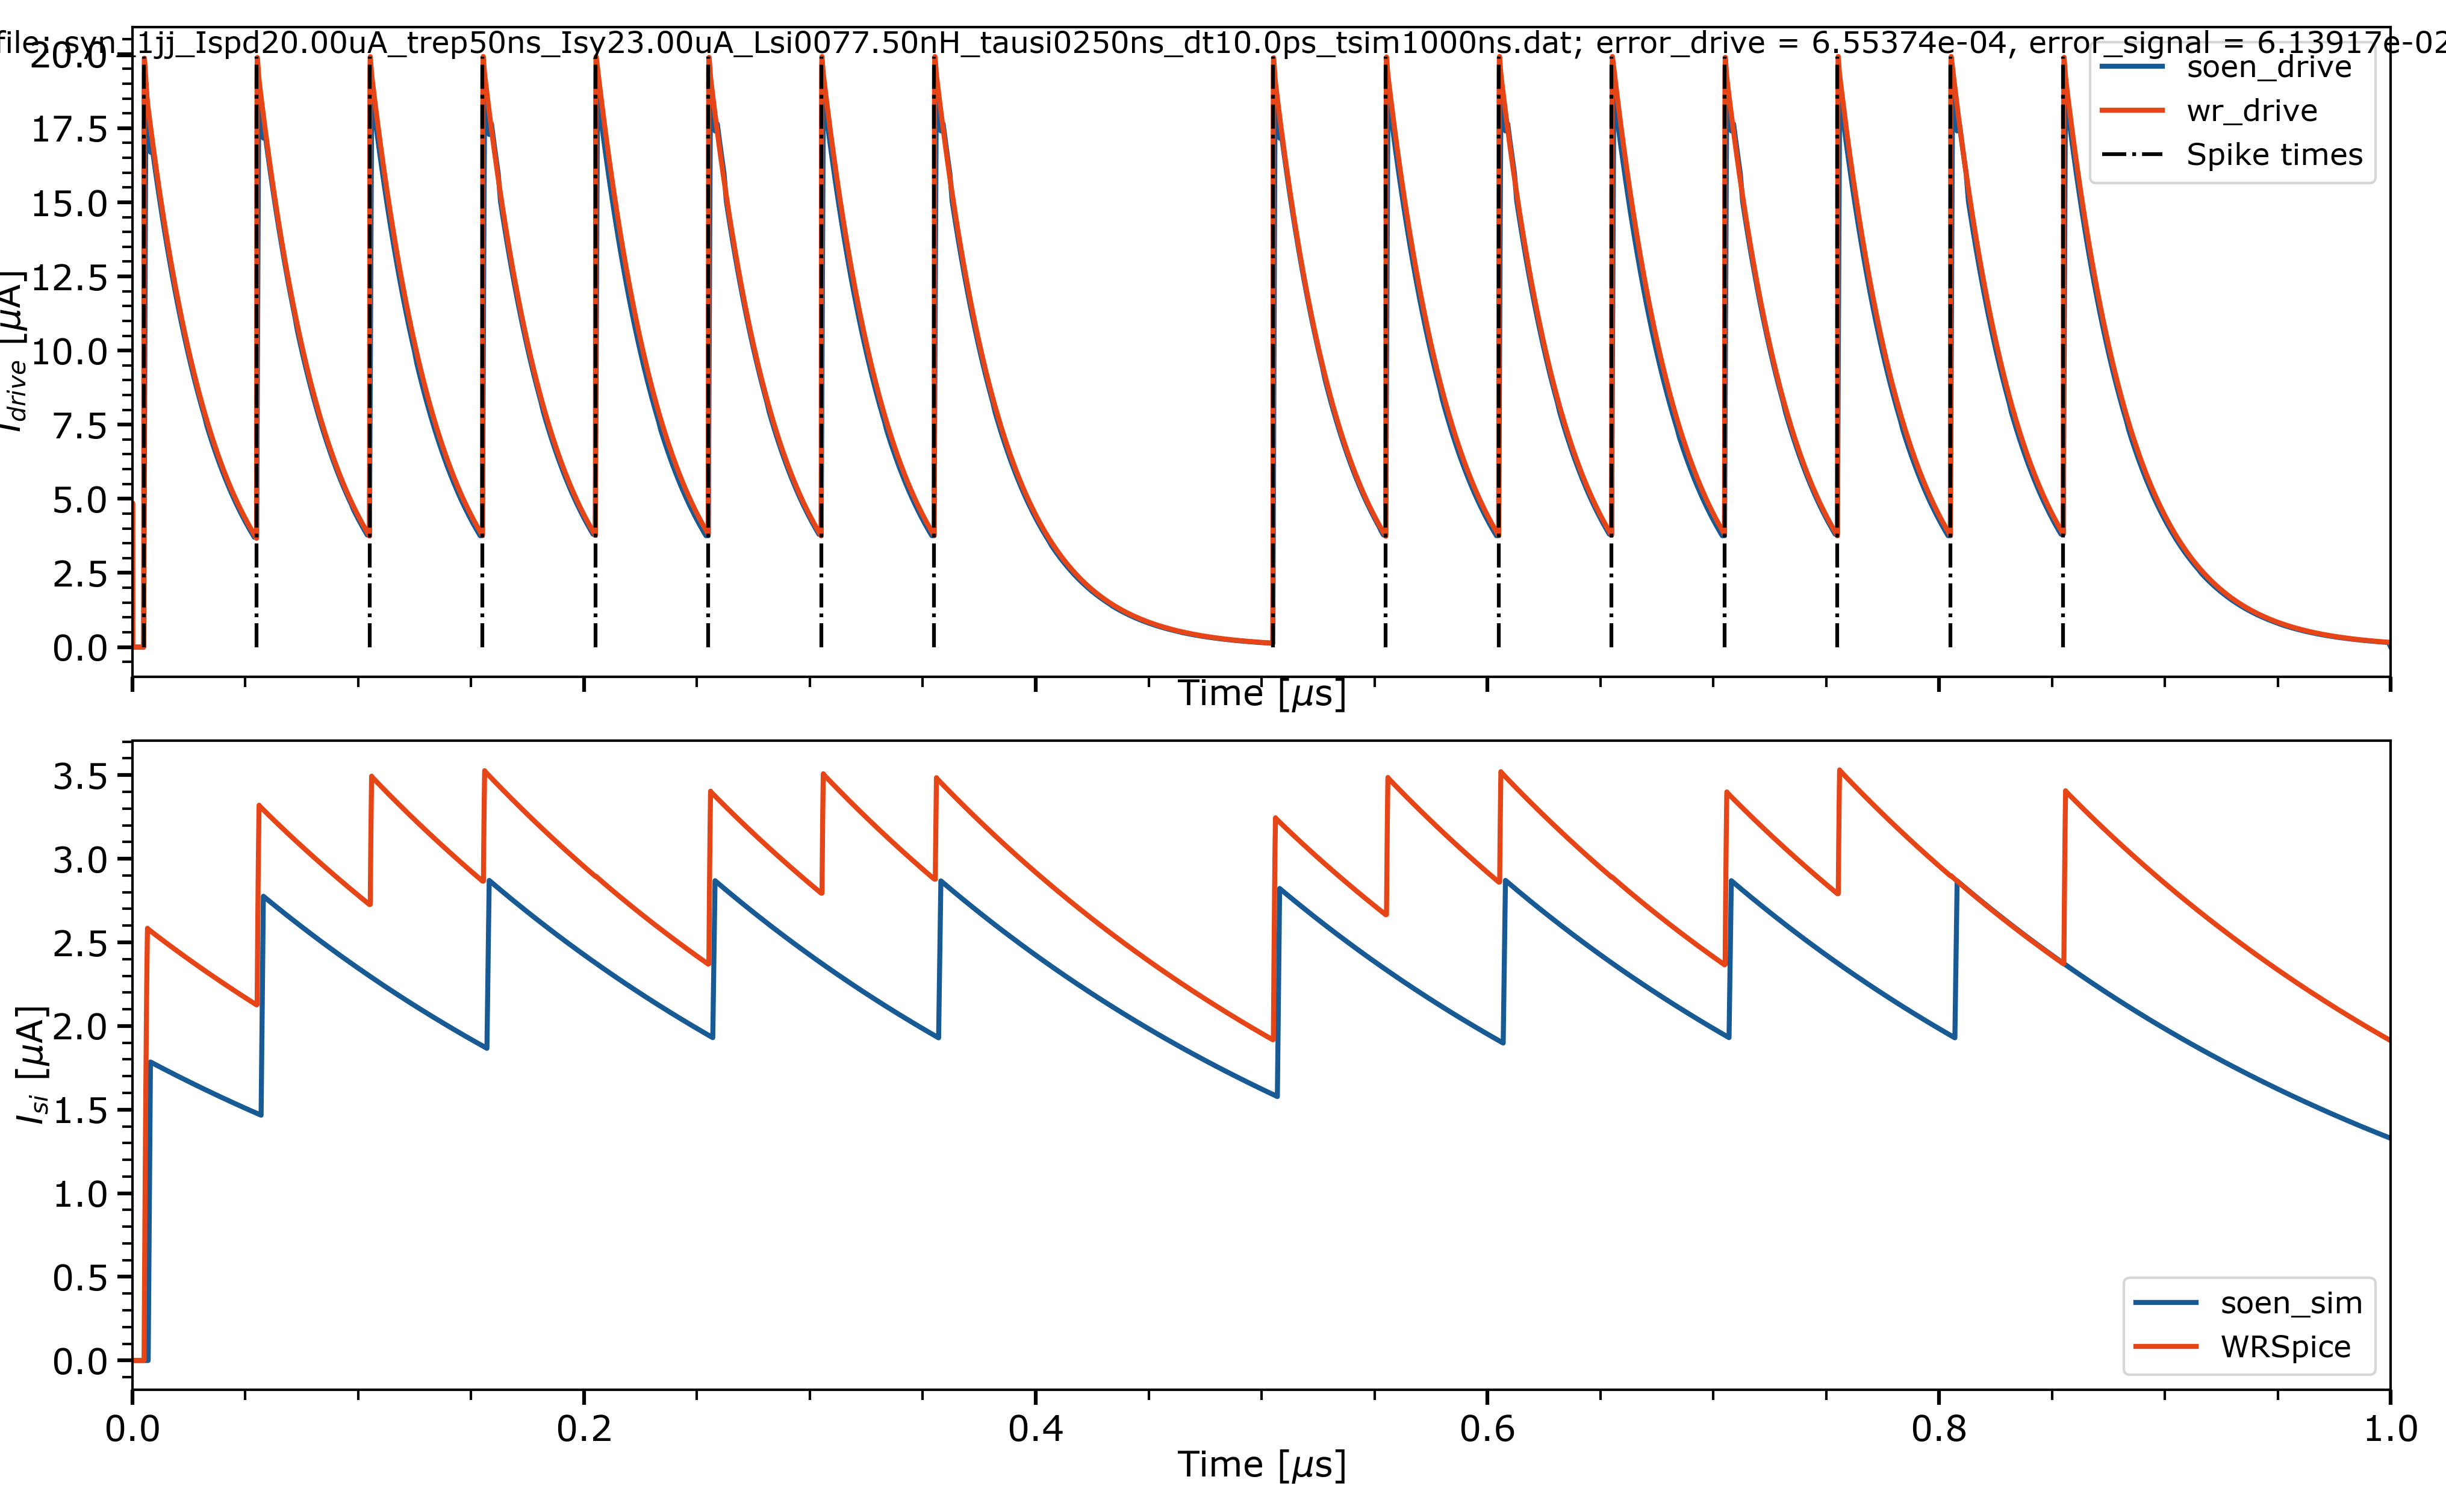 file: syn_1jj_Ispd20.00uA_trep50ns_Isy23.00uA_Lsi0077.50nH_tausi0250ns_dt10.0ps_tsim1000ns.dat; error_drive = 6.55374e-04, error_signal = 6.13917e-02
20.0
17.5
15.0
12.5
10.0
7.5
5.0
2.5
0.0
I_drive [μA]
soen_drive
wr_drive
Spike times
Time [μs]
3.5
3.0
2.5
2.0
1.5
1.0
0.5
0.0
I_si [μA]
soen_sim
WRSpice
0.0 0.2 0.4 0.6 0.8 1.0
Time [μs]